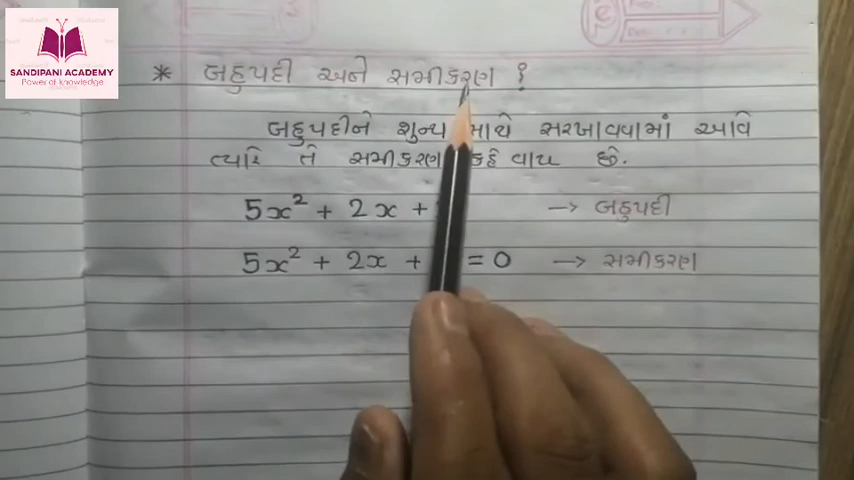 SANDIPANI ACADEMY
Power of knowledge
* બહુપદી અને સમીકરણ ?
બહુપદીને શુન્ય સાથે સરખાવવામાં આવે
ત્યારે તે સમીકરણ કહેવાય છે.
5x² + 2x + → બહુપદી
5x² + 2x + = 0 → સમીકરણ